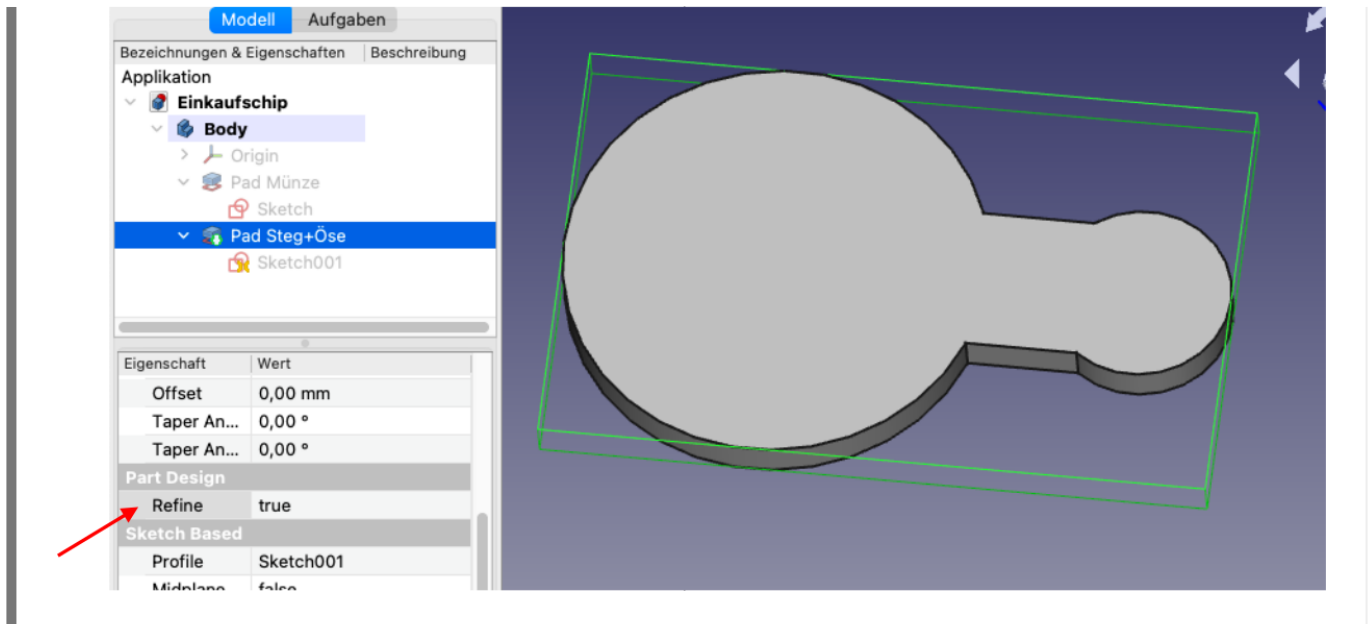 Modell Aufgaben
Bezeichnungen & Eigenschaften Beschreibung
Applikation
Einkaufschip
Body
Origin
Pad Münze
Sketch
Pad Steg+Öse
Sketch001
Eigenschaft Wert
Offset 0,00 mm
Taper An... 0,00 °
Taper An... 0,00 °
Part Design
Refine true
Sketch Based
Profile Sketch001
Midplane false